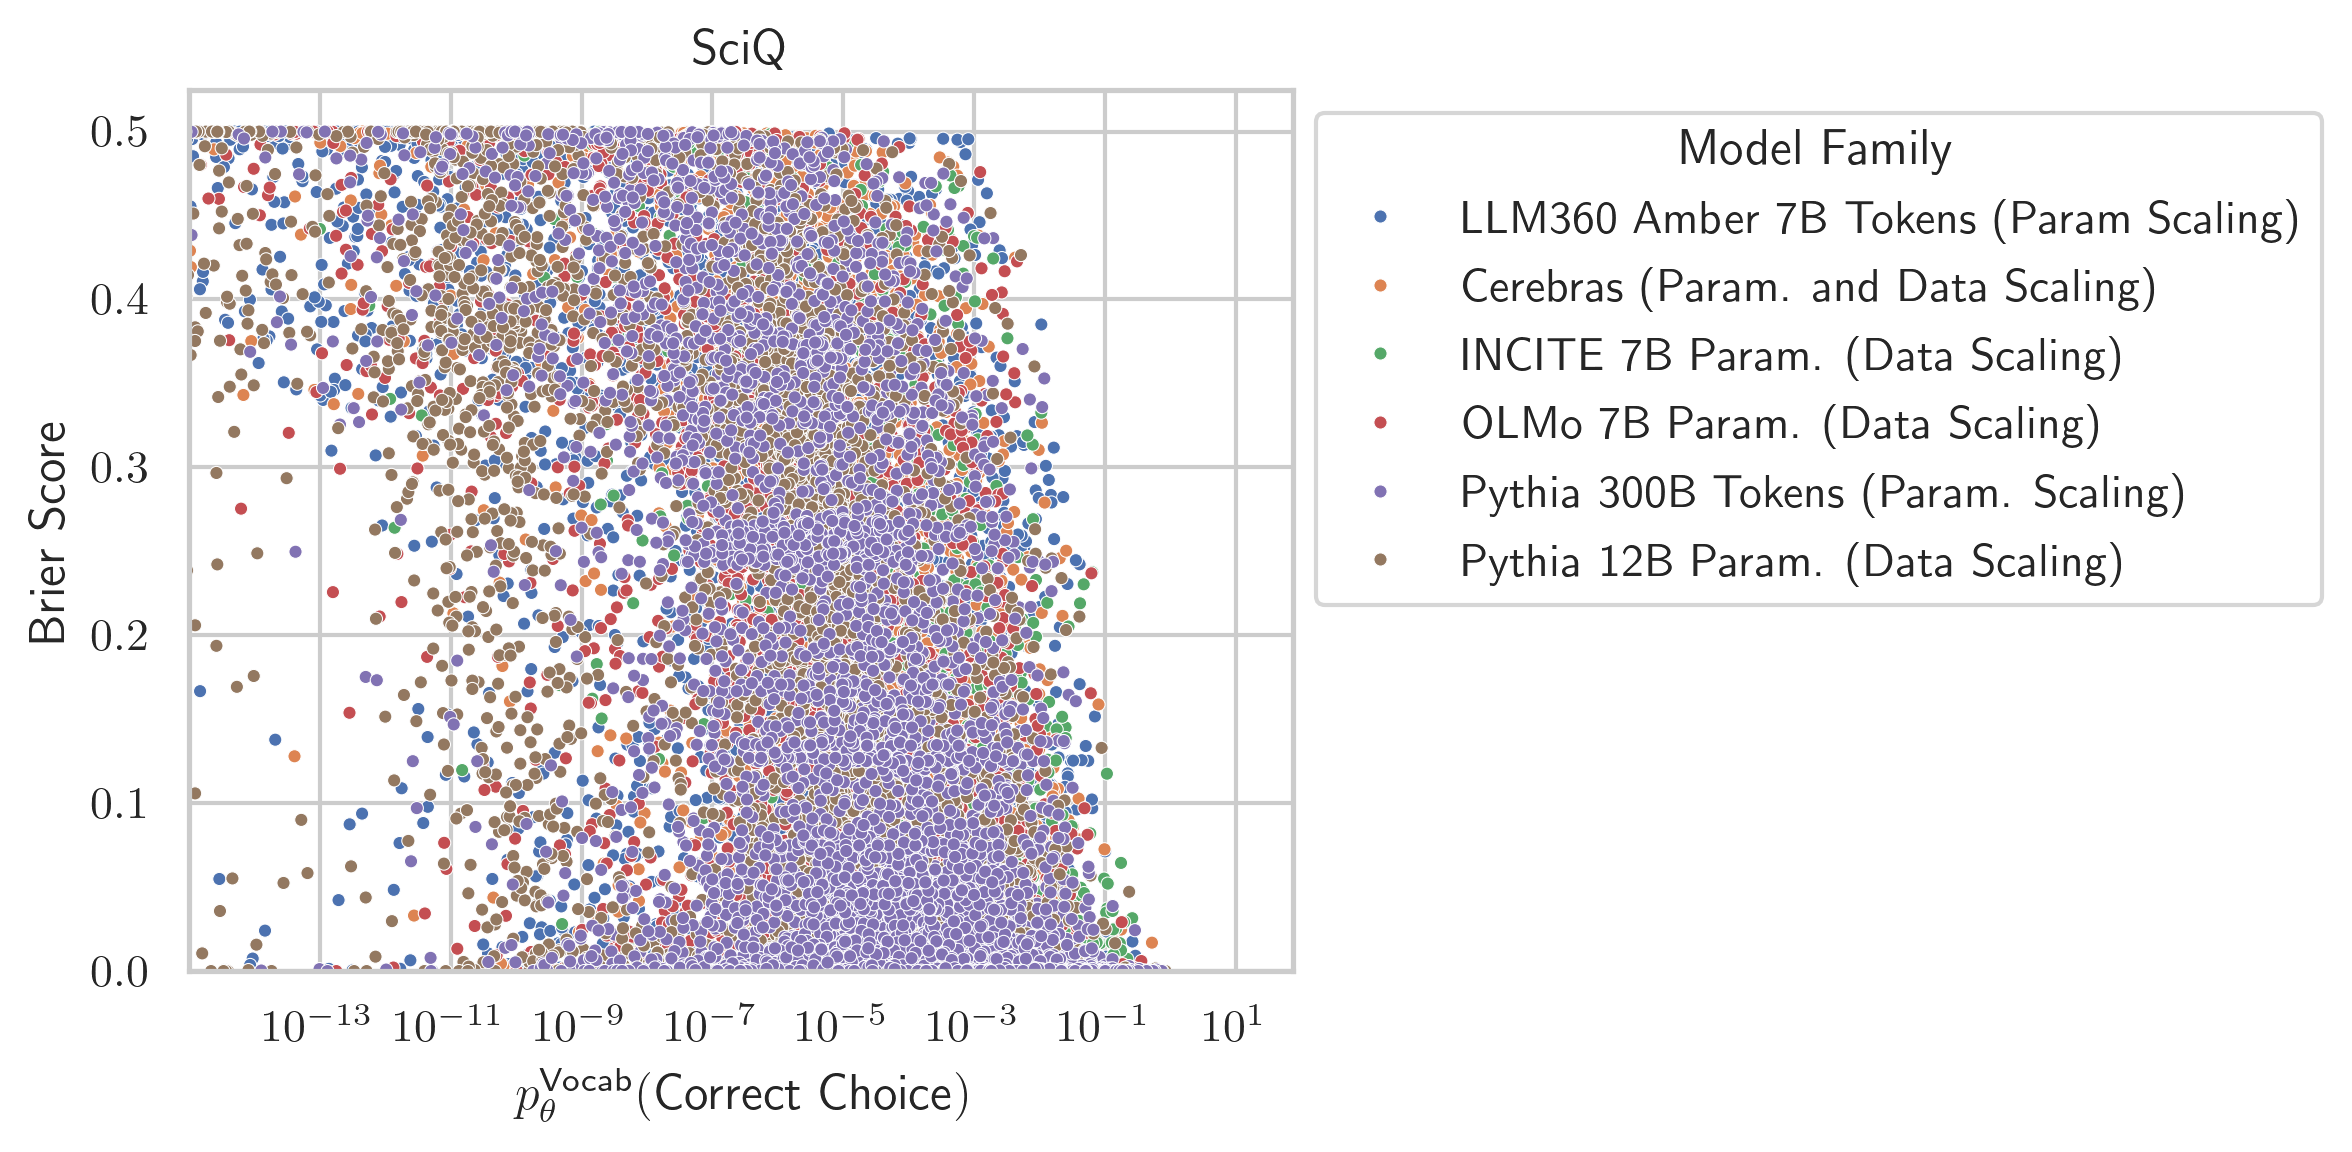 SciQ
0.5
0.4
0.3
0.2
0.1
0.0
Brier Score
10^{-13} 10^{-11} 10^{-9} 10^{-7} 10^{-5} 10^{-3} 10^{-1} 10^{1}
p_θ^{Vocab}(Correct Choice)
Model Family
LLM360 Amber 7B Tokens (Param Scaling)
Cerebras (Param. and Data Scaling)
INCITE 7B Param. (Data Scaling)
OLMo 7B Param. (Data Scaling)
Pythia 300B Tokens (Param. Scaling)
Pythia 12B Param. (Data Scaling)